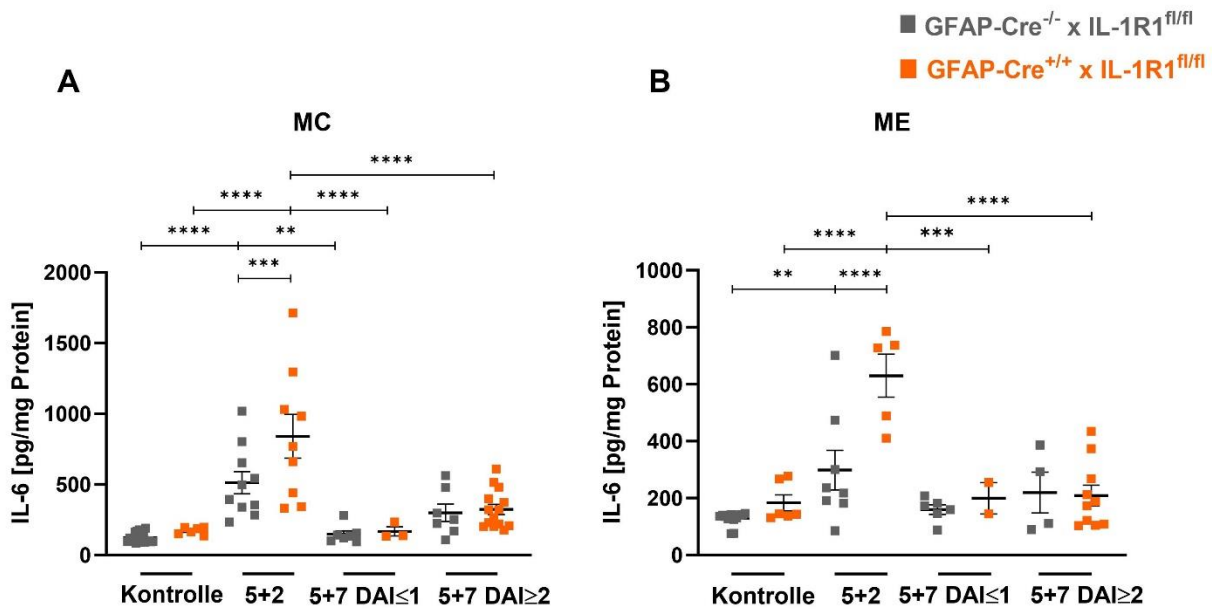 GFAP-Cre-/- x IL-1R1fl/fl
GFAP-Cre+/+ x IL-1R1fl/fl
A
MC
****
****
****
****
**
***
IL-6 [pg/mg Protein]
2000
1500
1000
500
0
Kontrolle
5+2
5+7 DAI≤1
5+7 DAI≥2
B
ME
****
****
***
**
****
IL-6 [pg/mg Protein]
1000
800
600
400
200
0
Kontrolle
5+2
5+7 DAI≤1
5+7 DAI≥2